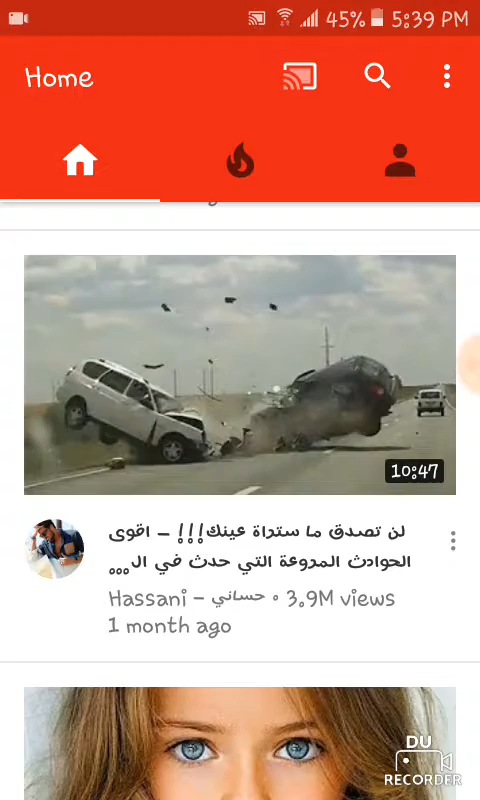 45% 5:39 PM
Home
10:47
لن تصدق ما ستراة عينك!!! – اقوى
الحوادث المروعة التي حدث في ال...
Hassani – حساني • 3.9M views
1 month ago
DU
RECORDER